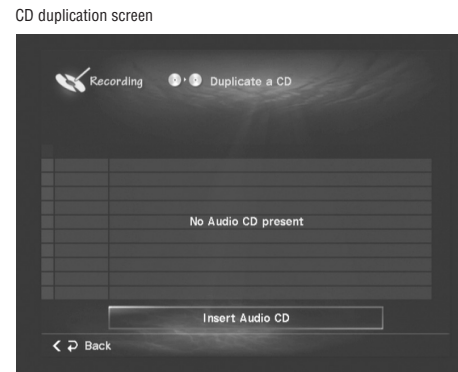 CD duplication screen
Recording Duplicate a CD
No Audio CD present
Insert Audio CD
Back